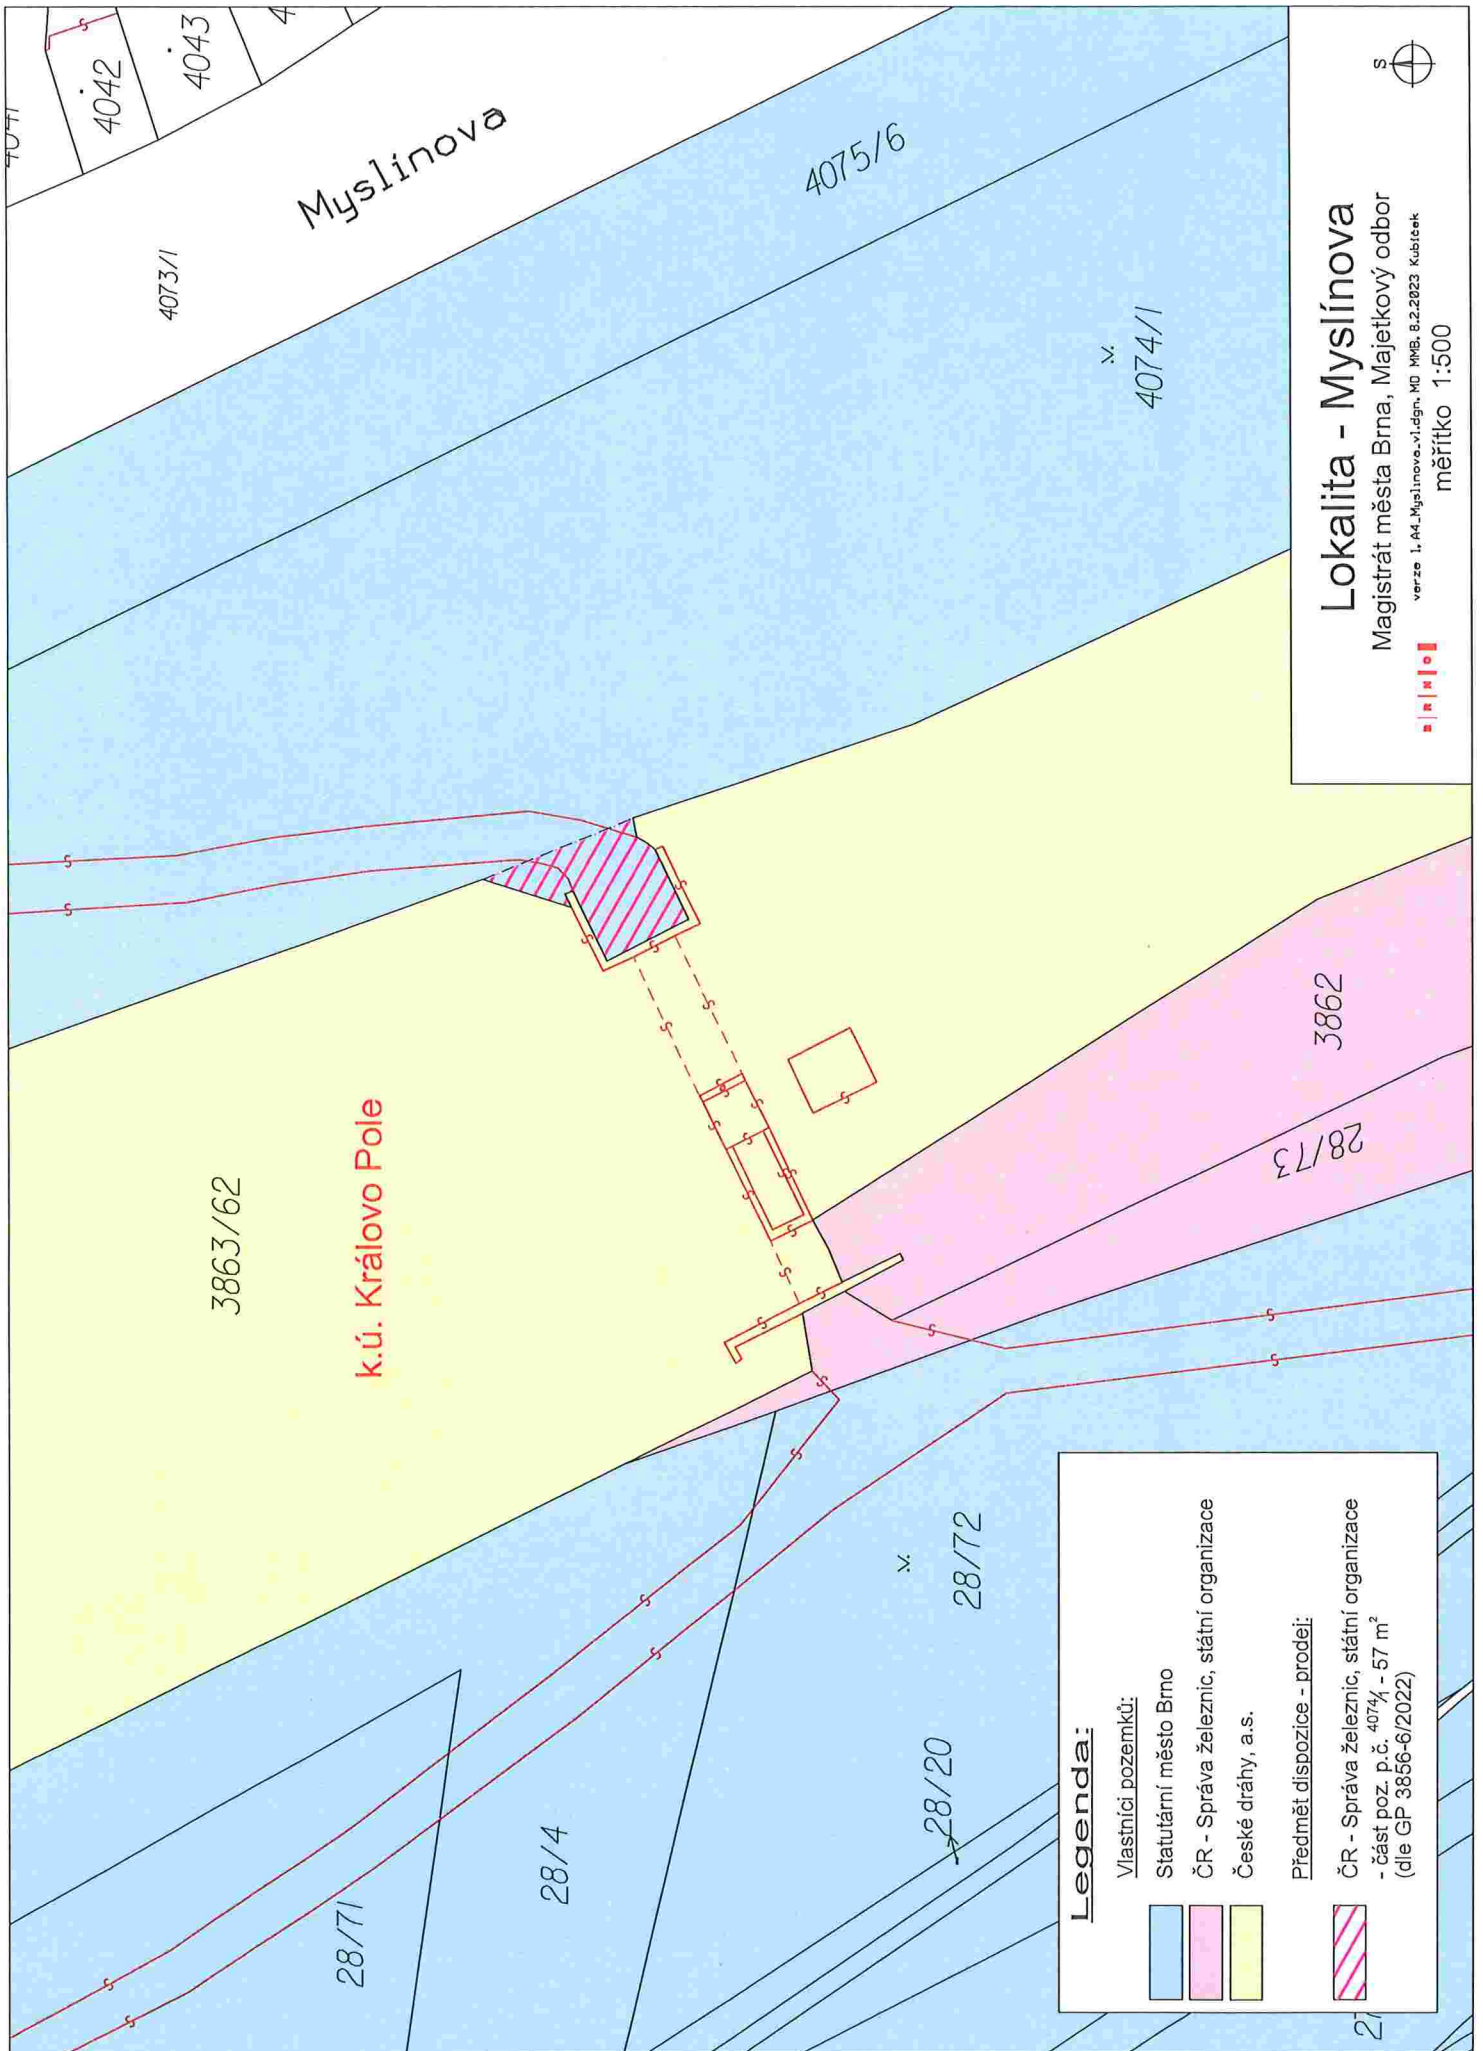 4042
4043
4073/1
Myslínova
4075/6
v.
4074/1
3863/62
k.ú. Královo Pole
3862
28/73
v.
28/72
28/71
28/4
28/20
S
Lokalita - Myslínova
Magistrát města Brna, Majetkový odbor
verze 1, A4_Myslinova_v1.dgn, MO MMB, 8.2.2023 Kubíček
měřítko 1:500
B|R|N|O
Legenda:
Vlastníci pozemků:
Statutární město Brno
ČR - Správa železnic, státní organizace
České dráhy, a.s.
Předmět dispozice - prodej:
ČR - Správa železnic, státní organizace
- část poz. p.č. 4074/1 - 57 m²
(dle GP 3856-6/2022)